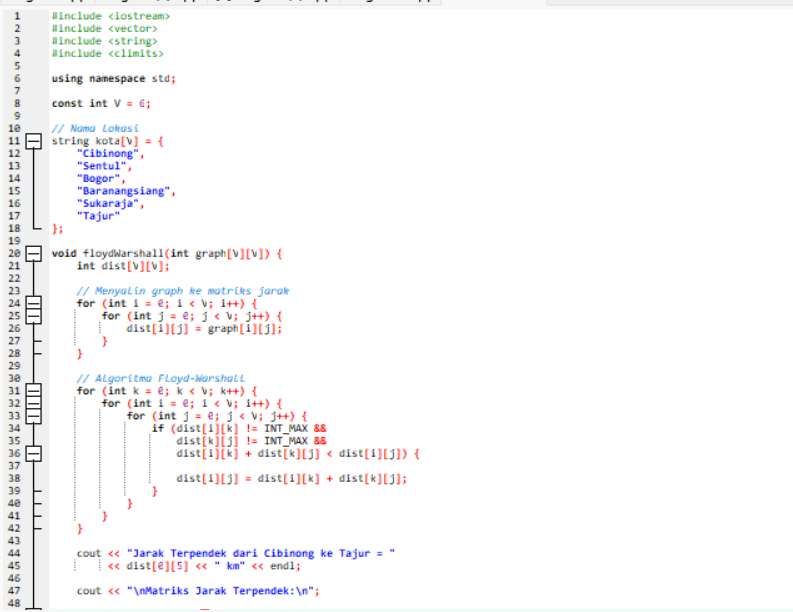 1 #include <iostream>
2 #include <vector>
3 #include <string>
4 #include <climits>
5
6 using namespace std;
7
8 const int V = 6;
9
10 // Nama Lokasi
11 string kota[V] = {
12 "Cibinong",
13 "Sentul",
14 "Bogor",
15 "Baranangsiang",
16 "Sukaraja",
17 "Tajur"
18 };
19
20 void floydWarshall(int graph[V][V]) {
21 int dist[V][V];
22
23 // Menyalin graph ke matriks jarak
24 for (int i = 0; i < V; i++) {
25 for (int j = 0; j < V; j++) {
26 dist[i][j] = graph[i][j];
27 }
28 }
29
30 // Algoritma Floyd-Warshall
31 for (int k = 0; k < V; k++) {
32 for (int i = 0; i < V; i++) {
33 for (int j = 0; j < V; j++) {
34 if (dist[i][k] != INT_MAX &&
35 dist[k][j] != INT_MAX &&
36 dist[i][k] + dist[k][j] < dist[i][j]) {
37
38 dist[i][j] = dist[i][k] + dist[k][j];
39 }
40 }
41 }
42 }
43
44 cout << "Jarak Terpendek dari Cibinong ke Tajur = "
45 << dist[0][5] << " km" << endl;
46
47 cout << "\nMatriks Jarak Terpendek:\n";
48